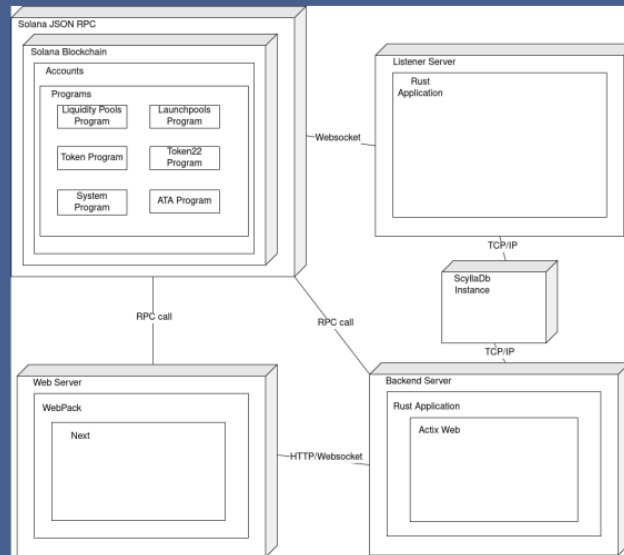 Solana JSON RPC
Solana Blockchain
Accounts
Programs
Liquidity Pools
Program
Launchpools
Program
Token Program
Token22
Program
System
Program
ATA Program
Websocket
Listener Server
Rust
Application
TCP/IP
ScyllaDb
Instance
TCP/IP
RPC call
RPC call
Web Server
WebPack
Next
HTTP/Websocket
Backend Server
Rust Application
Actix Web